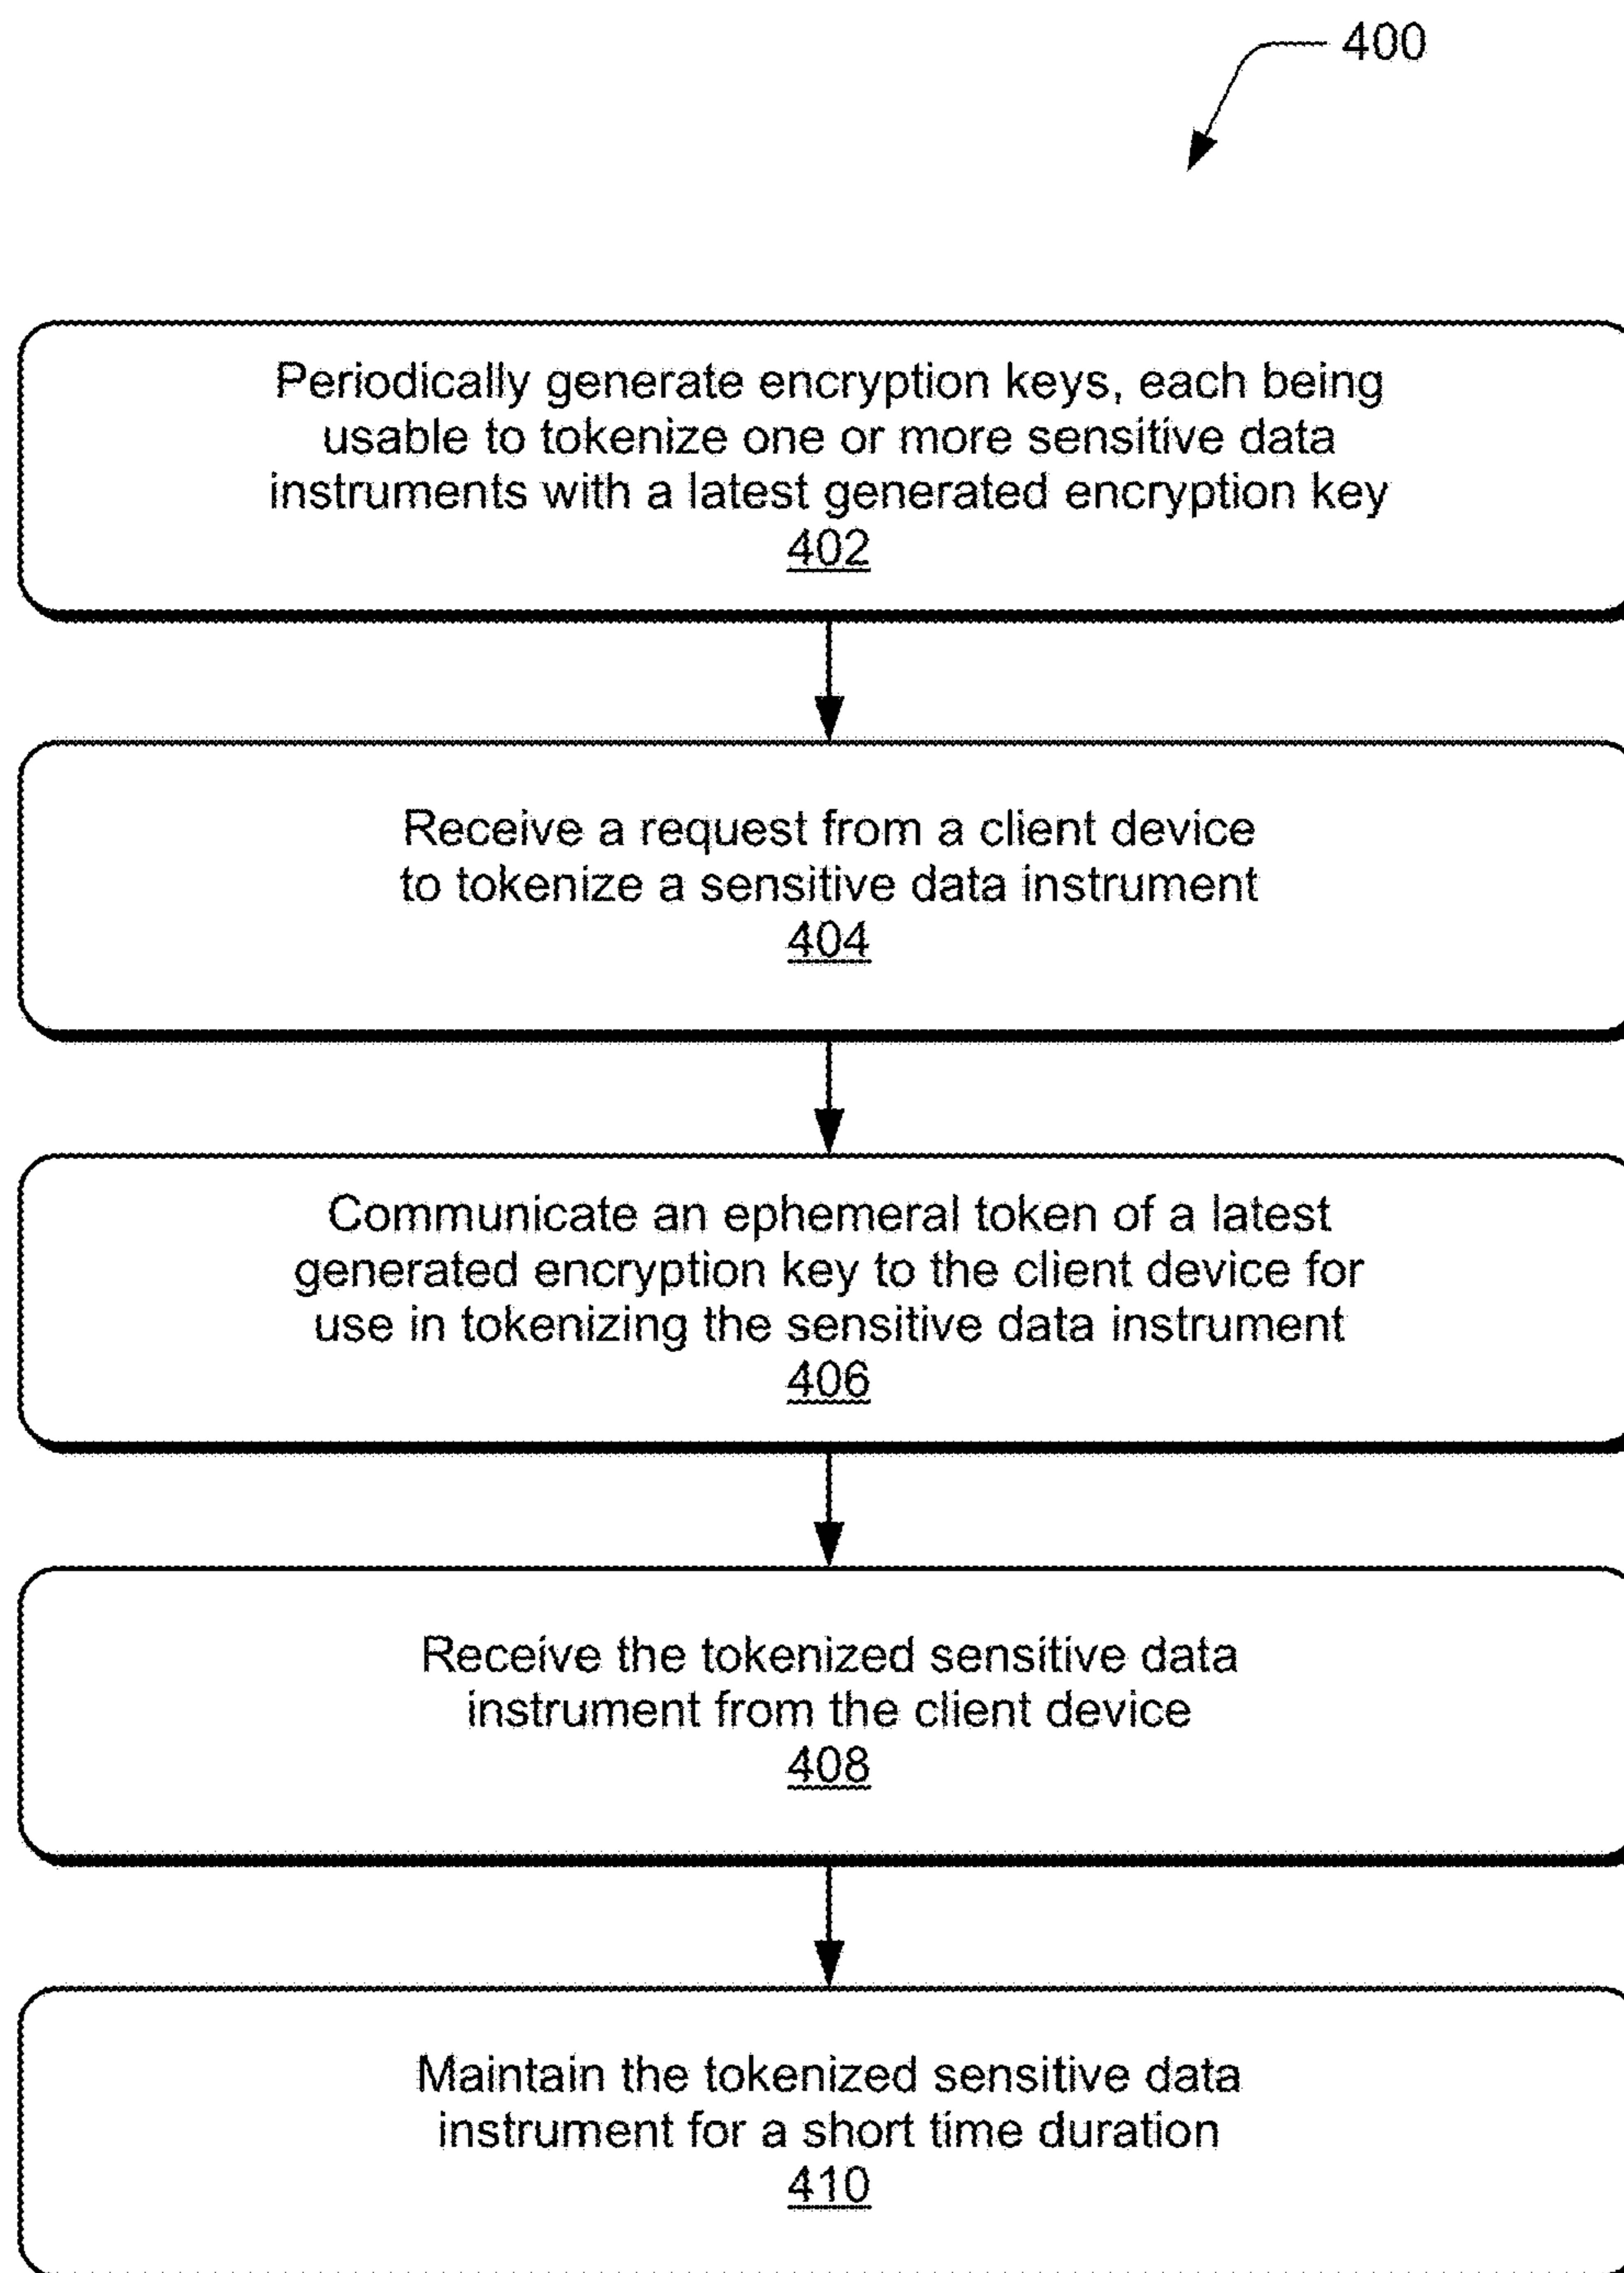 400
Periodically generate encryption keys, each being
usable to tokenize one or more sensitive data
instruments with a latest generated encryption key
402
Receive a request from a client device
to tokenize a sensitive data instrument
404
Communicate an ephemeral token of a latest
generated encryption key to the client device for
use in tokenizing the sensitive data instrument
406
Receive the tokenized sensitive data
instrument from the client device
408
Maintain the tokenized sensitive data
instrument for a short time duration
410